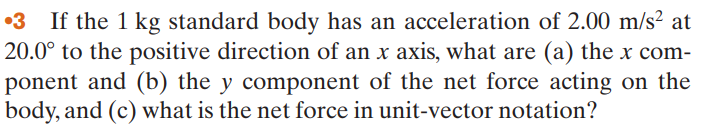 •3 If the 1 kg standard body has an acceleration of 2.00 m/s² at
20.0° to the positive direction of an x axis, what are (a) the x com-
ponent and (b) the y component of the net force acting on the
body, and (c) what is the net force in unit-vector notation?